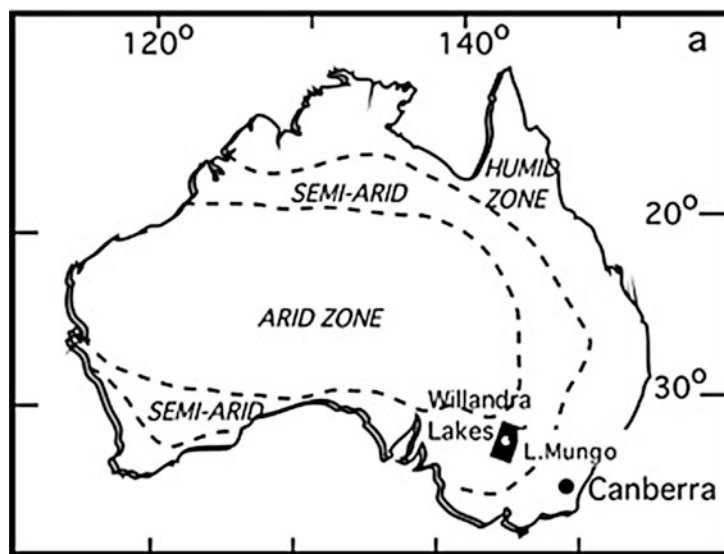 120° 140° a
HUMID
ZONE
SEMI-ARID
20°
ARID ZONE
30°
Willandra
Lakes
SEMI-ARID
L.Mungo
Canberra